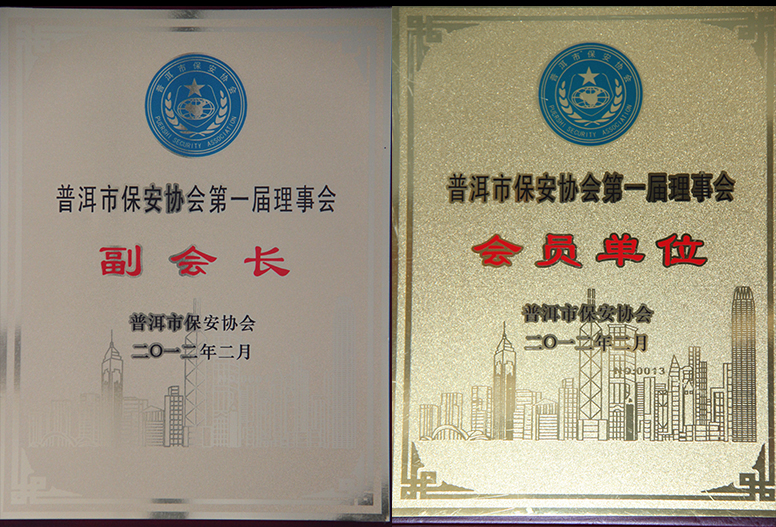 普洱市保安协会
PUERSHI SECURITY ASSOCIATION
普洱市保安协会第一届理事会
副会长
普洱市保安协会
二〇一二年二月
普洱市保安协会
PUERSHI SECURITY ASSOCIATION
普洱市保安协会第一届理事会
会员单位
普洱市保安协会
二〇一二年二月
NO:0013